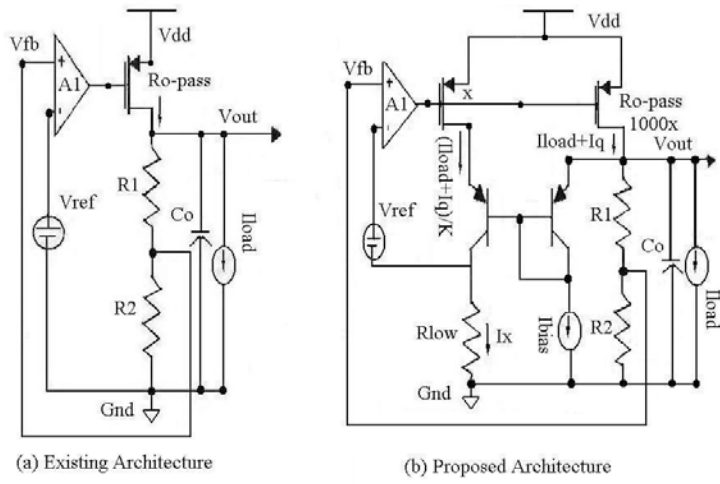 Vdd
Vfb
+
A1
-
Ro-pass
Vout
R1
Vref
Co
Iload
R2
Gnd
(a) Existing Architecture
Vdd
Vfb
+
A1
-
x
Ro-pass
1000x
(Iload+Iq)/K
Iload+Iq
Vout
Vref
R1
Co
Iload
Rlow
Ix
Ibias
R2
Gnd
(b) Proposed Architecture